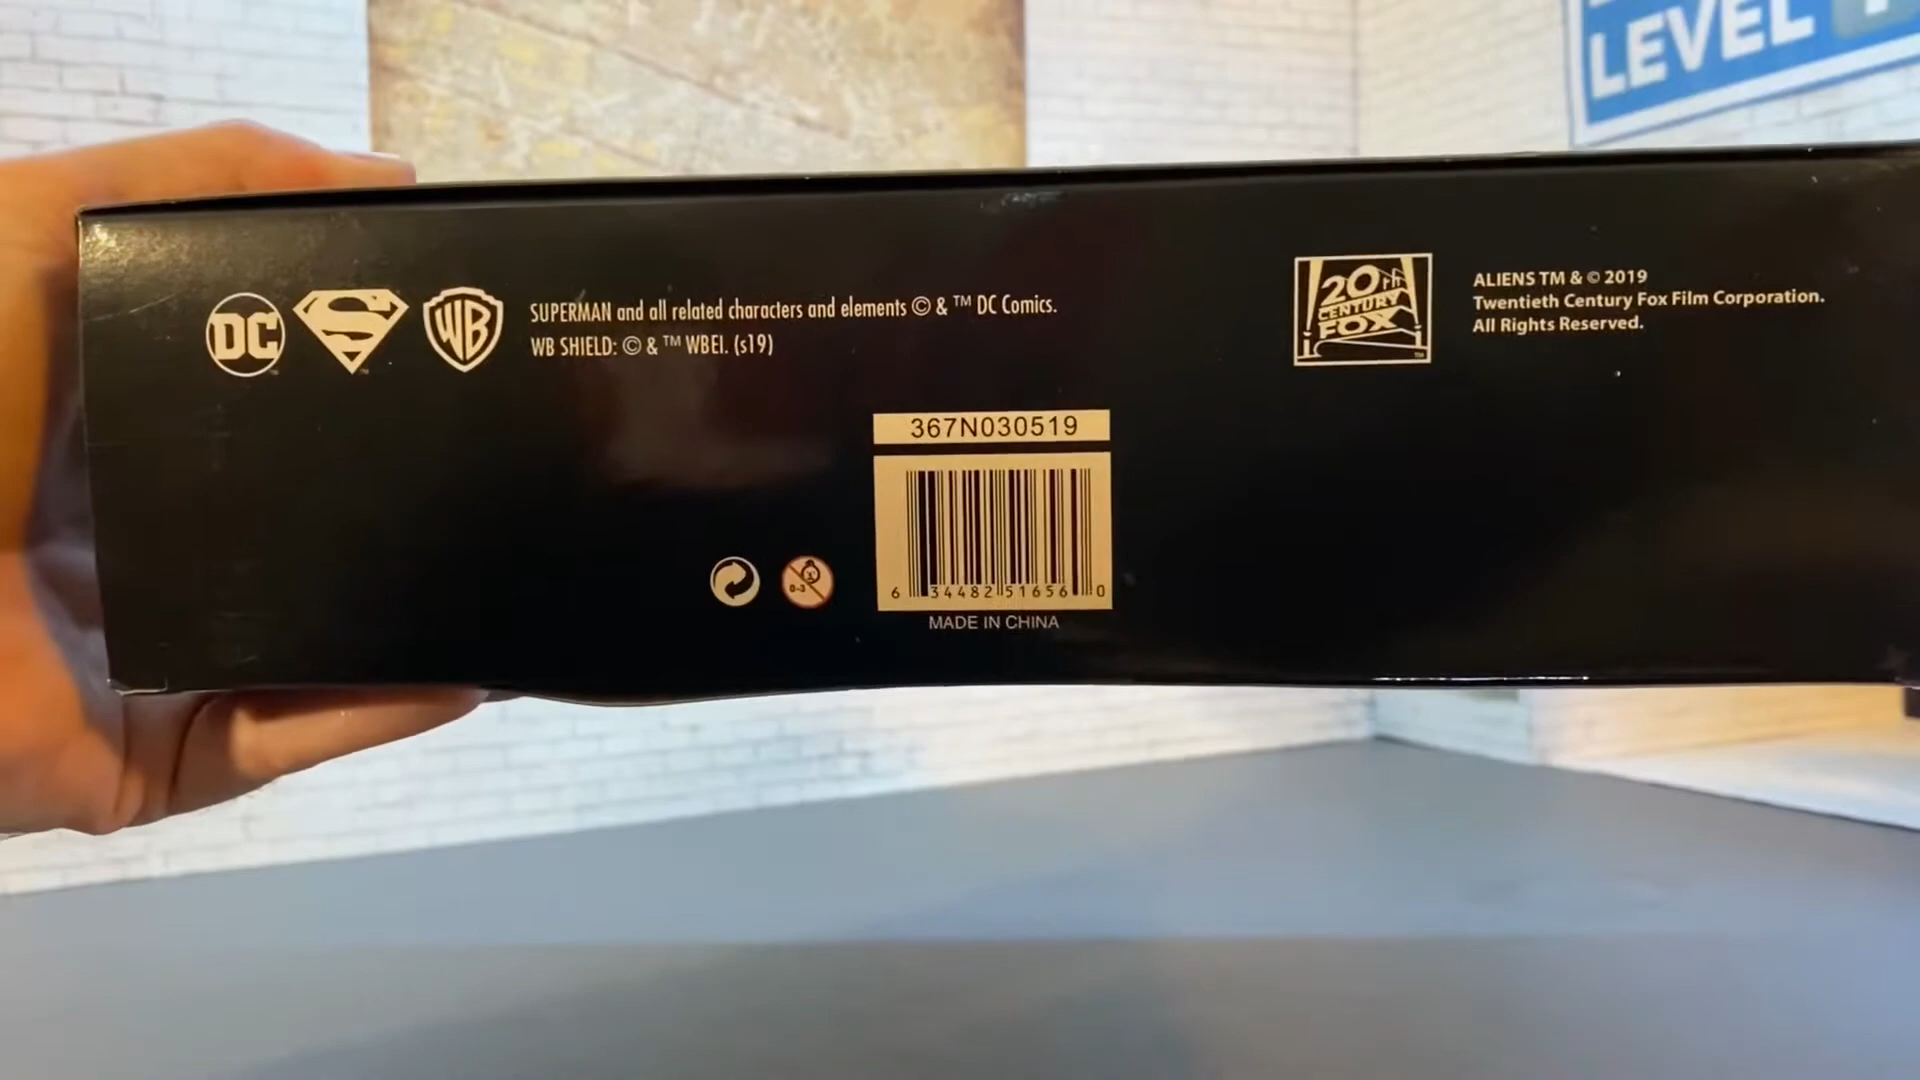 LEVEL
DC
S
WB
SUPERMAN and all related characters and elements © & ™ DC Comics.
WB SHIELD: © & ™ WBEI. (s19)
20TH
CENTURY
FOX
ALIENS TM & © 2019
Twentieth Century Fox Film Corporation.
All Rights Reserved.
367N030519
0-3
6 34482 51656 0
MADE IN CHINA